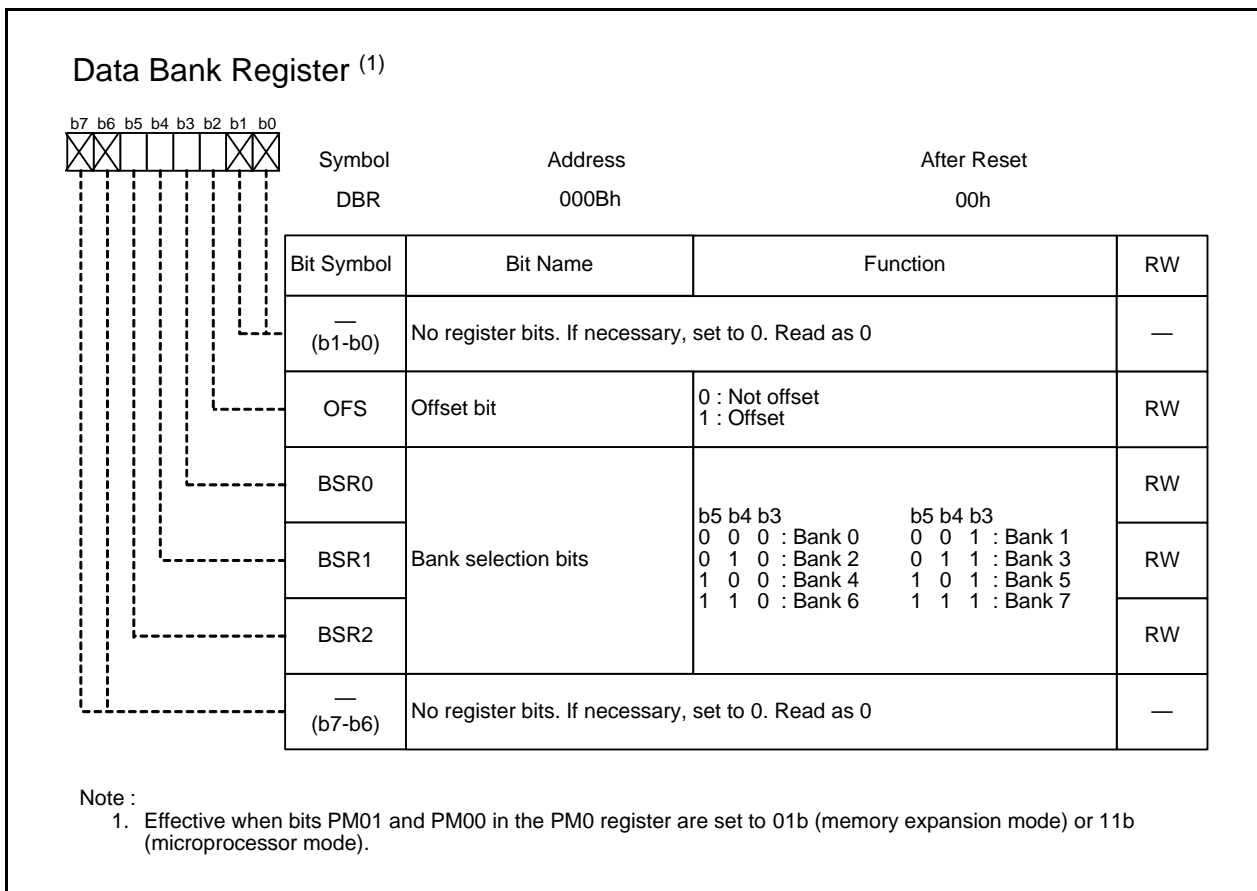 Data Bank Register (1)
b7 b6 b5 b4 b3 b2 b1 b0
Symbol Address After Reset
DBR 000Bh 00h
Bit Symbol Bit Name Function RW
—
(b1-b0) No register bits. If necessary, set to 0. Read as 0 —
OFS Offset bit 0 : Not offset
1 : Offset RW
BSR0 RW
BSR1 Bank selection bits RW
b5 b4 b3 b5 b4 b3
0 0 0 : Bank 0 0 0 1 : Bank 1
0 1 0 : Bank 2 0 1 1 : Bank 3
1 0 0 : Bank 4 1 0 1 : Bank 5
1 1 0 : Bank 6 1 1 1 : Bank 7
BSR2 RW
—
(b7-b6) No register bits. If necessary, set to 0. Read as 0 —
Note :
1. Effective when bits PM01 and PM00 in the PM0 register are set to 01b (memory expansion mode) or 11b
(microprocessor mode).